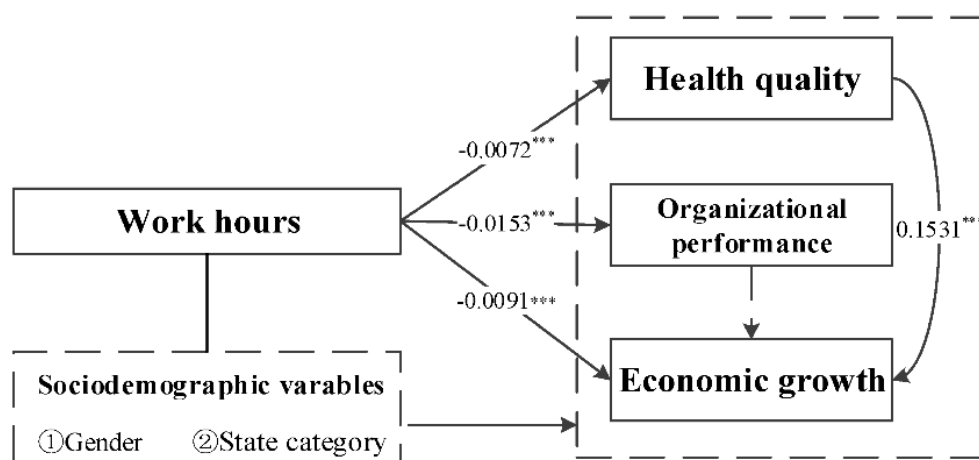 Health quality
-0.0072***
Work hours
-0.0153***
Organizational
performance
0.1531***
-0.0091***
Economic growth
Sociodemographic variables
①Gender ②State category